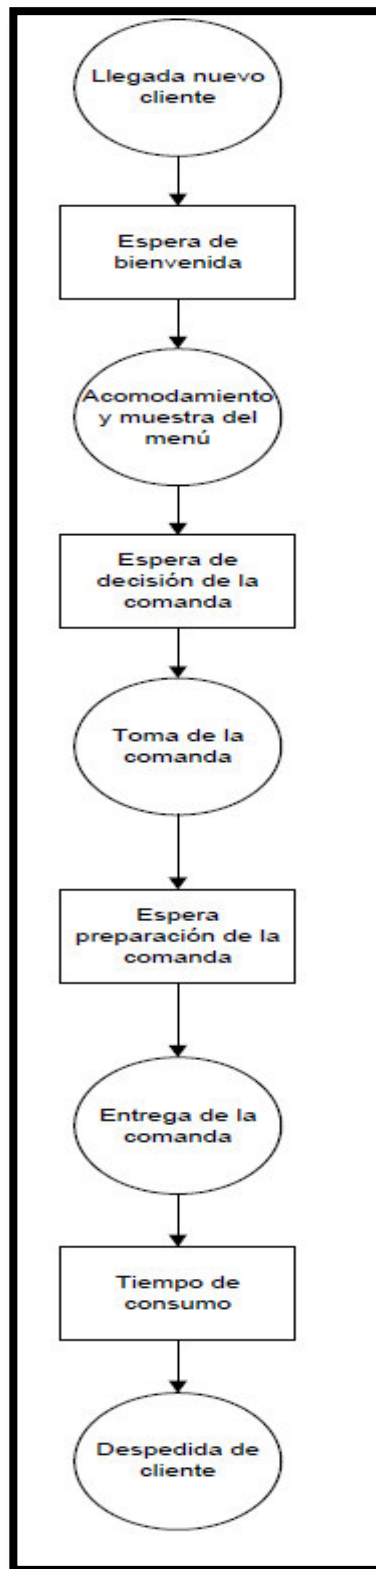 Llegada nuevo
cliente
Espera de
bienvenida
Acomodamiento
y muestra del
menú
Espera de
decisión de la
comanda
Toma de la
comanda
Espera
preparación de la
comanda
Entrega de la
comanda
Tiempo de
consumo
Despedida de
cliente